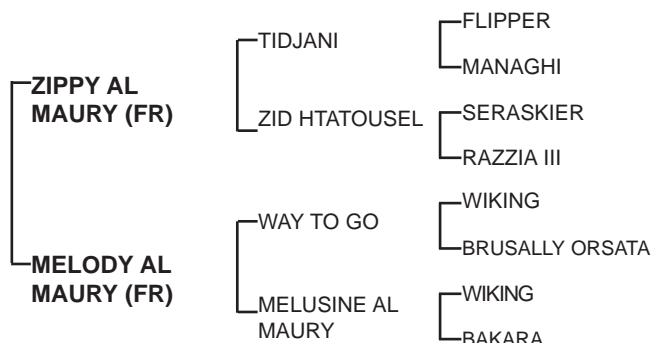 FLIPPER
TIDJANI
MANAGHI
ZIPPY AL
MAURY (FR)
SERASKIER
ZID HTATOUSEL
RAZZIA III
WIKING
WAY TO GO
BRUSALLY ORSATA
MELODY AL
MAURY (FR)
WIKING
MELUSINE AL
MAURY
BAKARA